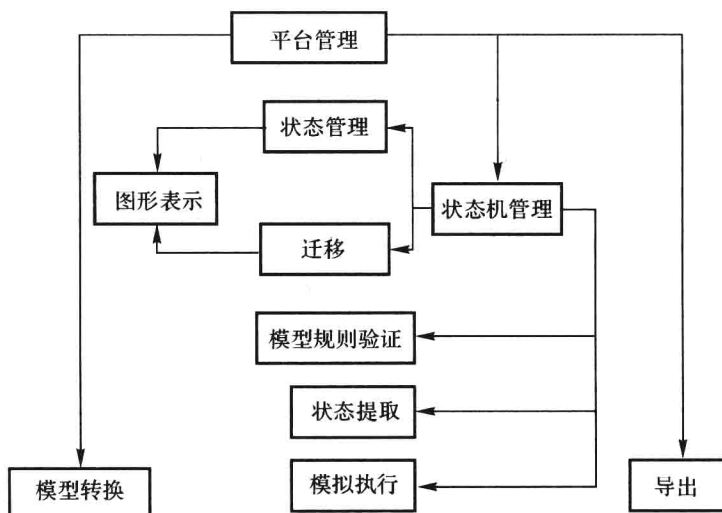 平台管理
状态管理
图形表示
状态机管理
迁移
模型规则验证
状态提取
模拟执行
模型转换
导出